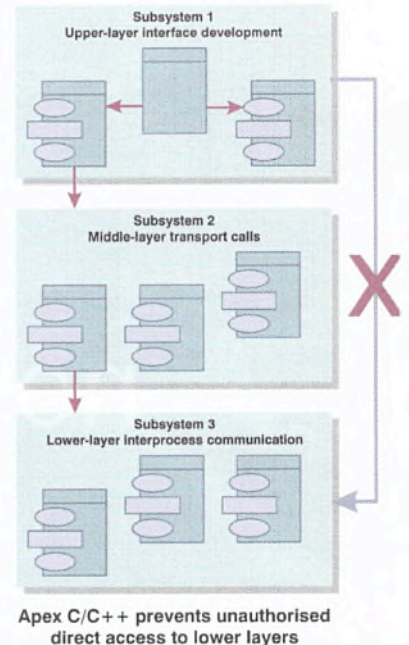 Subsystem 1
Upper-layer interface development
Subsystem 2
Middle-layer transport calls
Subsystem 3
Lower-layer interprocess communication
X
Apex C/C++ prevents unauthorised
direct access to lower layers